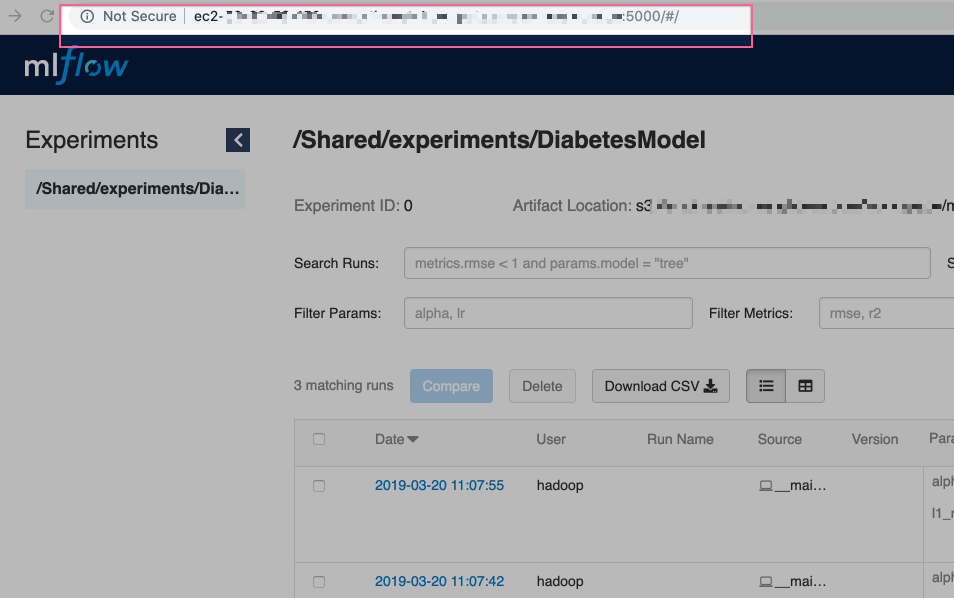 Not Secure ec2- :5000/#/
mlflow
Experiments
/Shared/experiments/Dia...
/Shared/experiments/DiabetesModel
Experiment ID: 0 Artifact Location: s3 /m
Search Runs: metrics.rmse < 1 and params.model = "tree" S
Filter Params: alpha, lr Filter Metrics: rmse, r2
3 matching runs Compare Delete Download CSV
Date User Run Name Source Version Para
2019-03-20 11:07:55 hadoop __mai... alph
l1_r
2019-03-20 11:07:42 hadoop __mai... alph